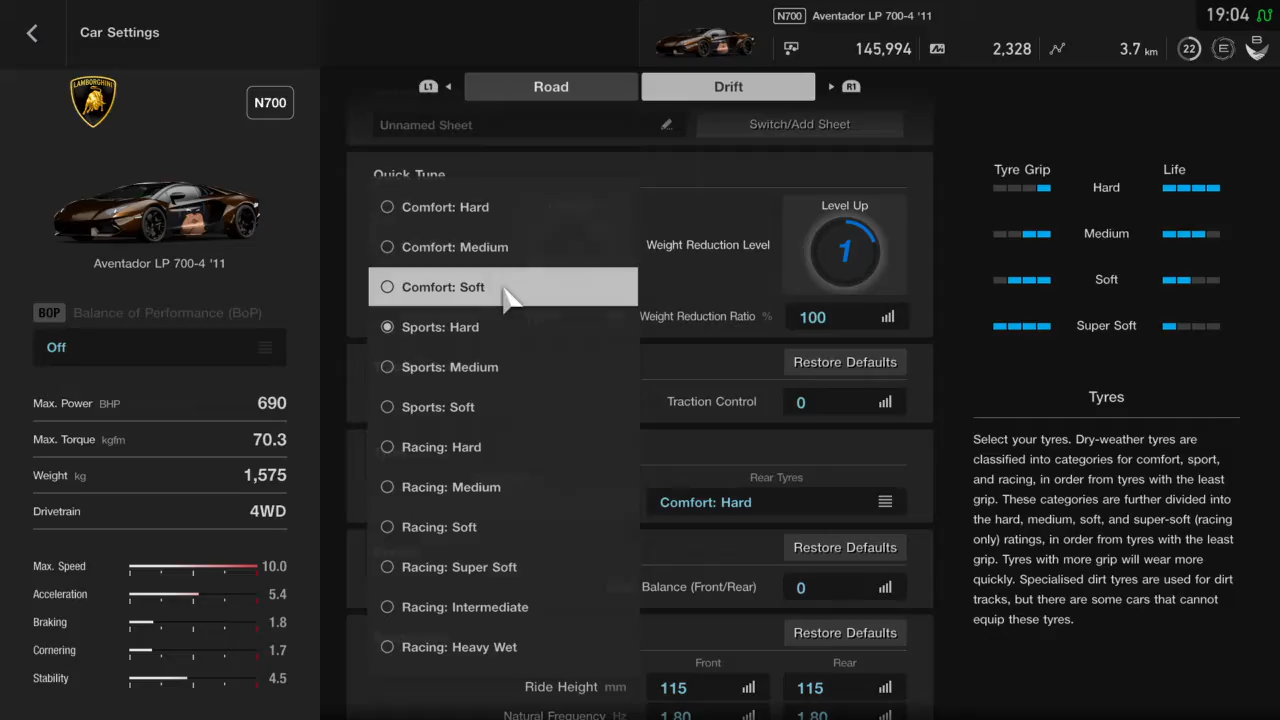 Car Settings
N700 Aventador LP 700-4 '11
19:04
145,994
2,328
3.7 km
22
E
B
LAMBORGHINI
N700
Aventador LP 700-4 '11
BOP Balance of Performance (BoP)
Off
Max. Power BHP 690
Max. Torque kgfm 70.3
Weight kg 1,575
Drivetrain 4WD
Max. Speed 10.0
Acceleration 5.4
Braking 1.8
Cornering 1.7
Stability 4.5
L1 Road Drift R1
Unnamed Sheet
Switch/Add Sheet
Quick Tune
Comfort: Hard
Comfort: Medium
Comfort: Soft
Sports: Hard
Sports: Medium
Sports: Soft
Racing: Hard
Racing: Medium
Racing: Soft
Racing: Super Soft
Racing: Intermediate
Racing: Heavy Wet
Level Up
Weight Reduction Level
1
Weight Reduction Ratio % 100
Restore Defaults
Traction Control 0
Rear Tyres
Comfort: Hard
Restore Defaults
Balance (Front/Rear) 0
Restore Defaults
Front Rear
Ride Height mm 115 115
Natural Frequency Hz 1.80 1.80
Tyre Grip Life
Hard
Medium
Soft
Super Soft
Tyres
Select your tyres. Dry-weather tyres are
classified into categories for comfort, sport,
and racing, in order from tyres with the least
grip. These categories are further divided into
the hard, medium, soft, and super-soft (racing
only) ratings, in order from tyres with the least
grip. Tyres with more grip will wear more
quickly. Specialised dirt tyres are used for dirt
tracks, but there are some cars that cannot
equip these tyres.